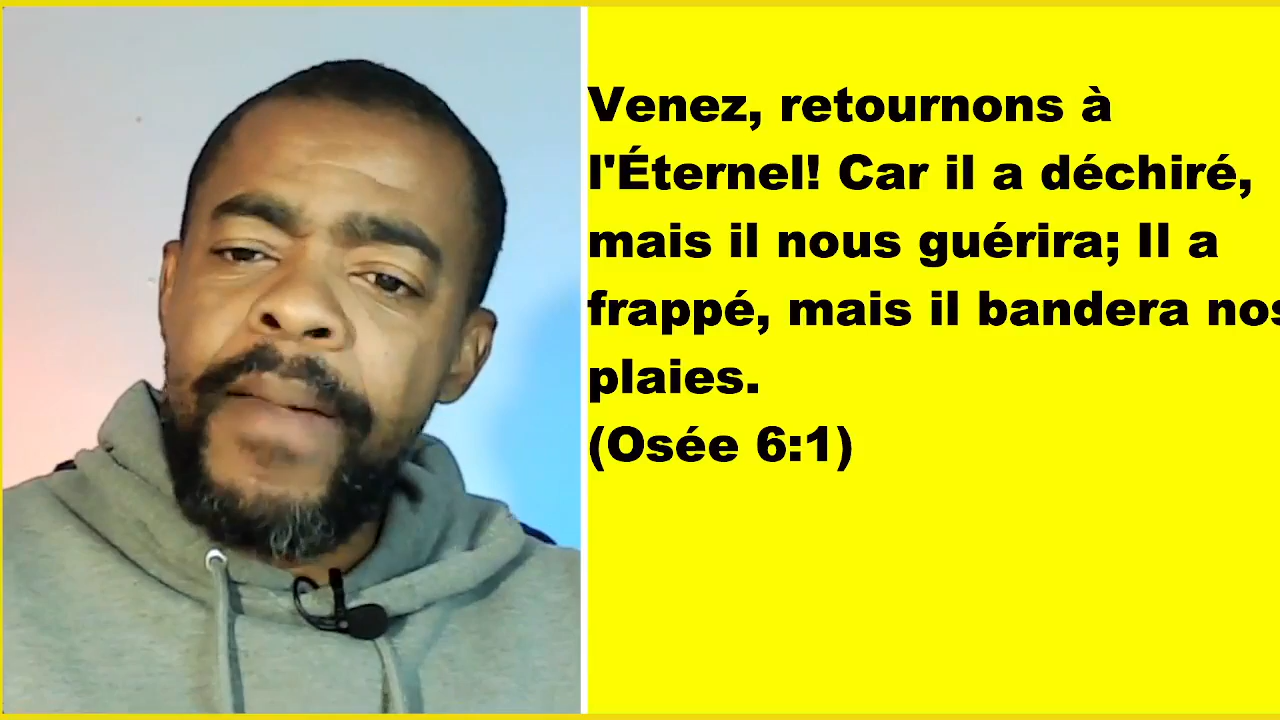 Venez, retournons à
l'Éternel! Car il a déchiré,
mais il nous guérira; Il a
frappé, mais il bandera nos
plaies.
(Osée 6:1)